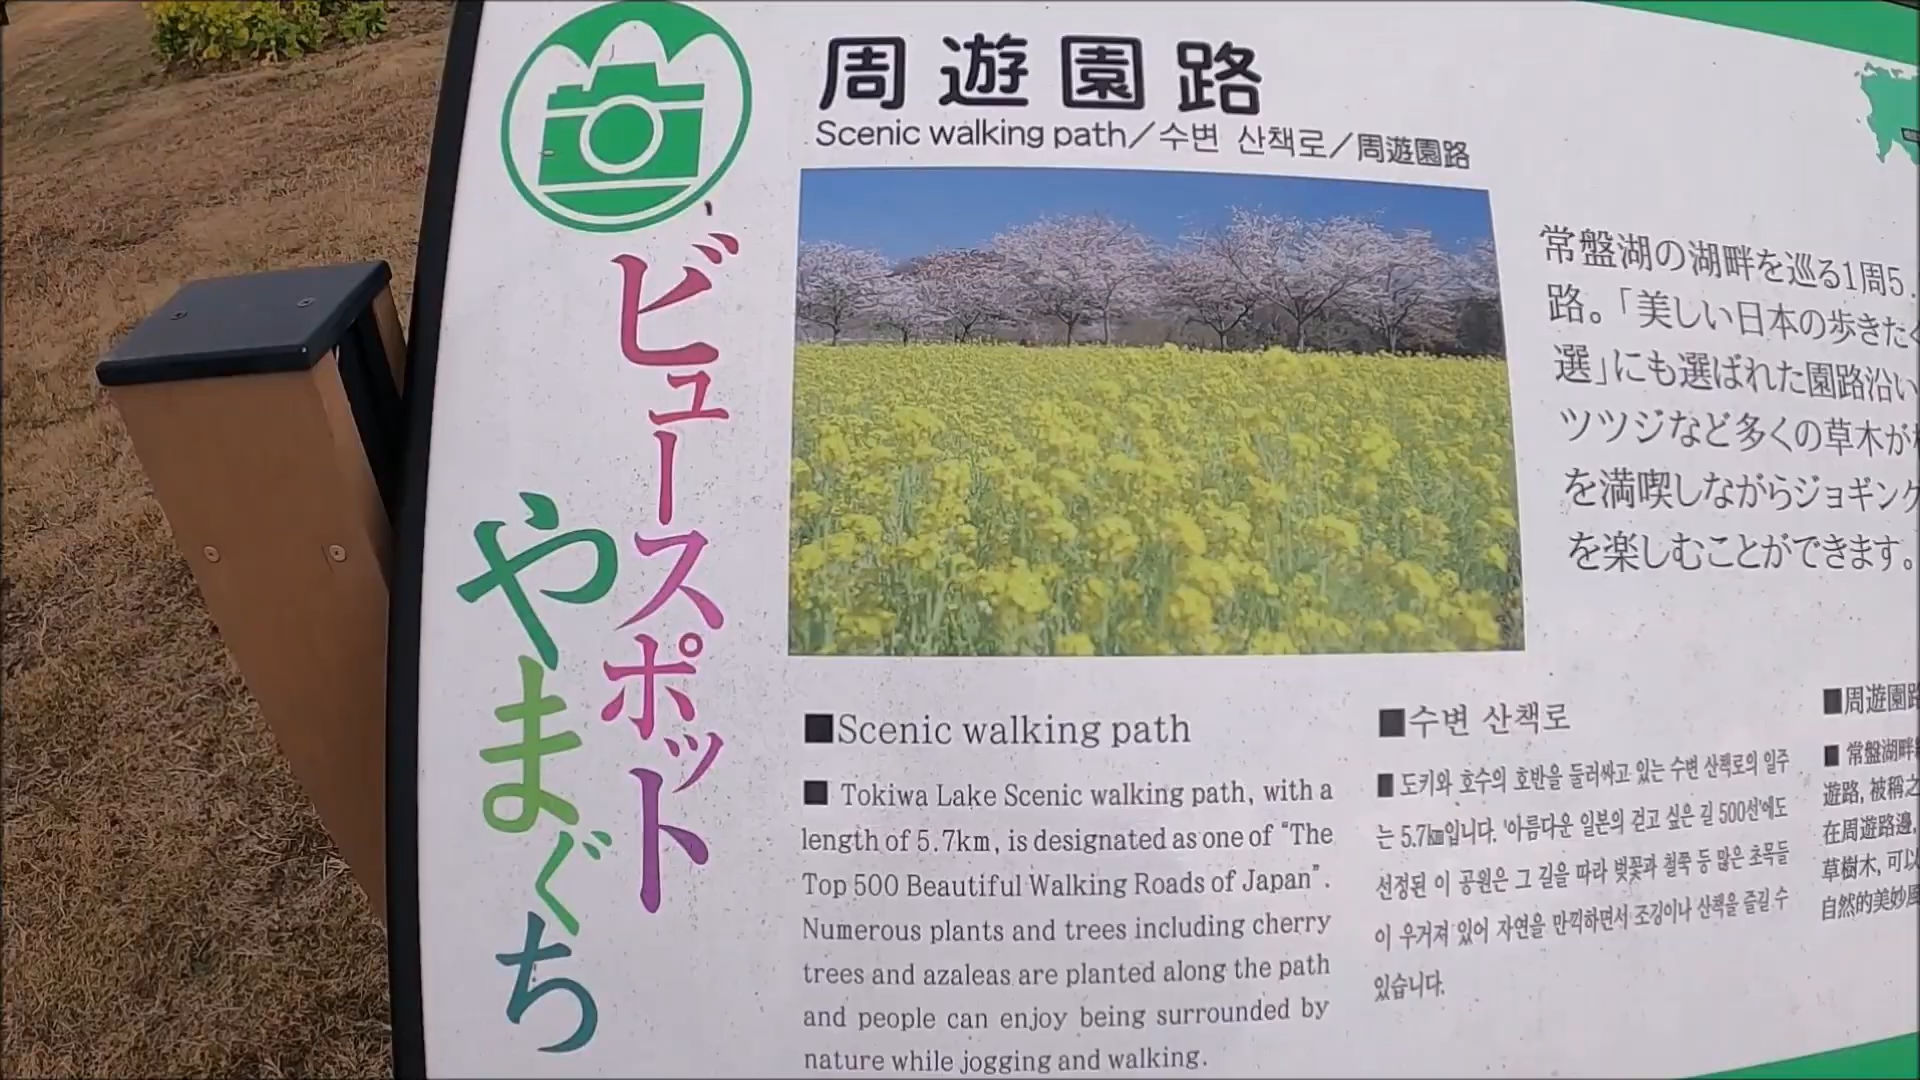 周遊園路
Scenic walking path／수변 산책로／周遊園路
ビュースポット
やまぐち
常盤湖の湖畔を巡る1周5.
路。「美しい日本の歩きたく
選」にも選ばれた園路沿い
ツツジなど多くの草木が
を満喫しながらジョギング
を楽しむことができます。
■Scenic walking path
■ Tokiwa Lake Scenic walking path, with a
length of 5.7km, is designated as one of "The
Top 500 Beautiful Walking Roads of Japan".
Numerous plants and trees including cherry
trees and azaleas are planted along the path
and people can enjoy being surrounded by
nature while jogging and walking.
■수변 산책로
■ 도키와 호수의 호반을 둘러싸고 있는 수변 산책로의 일주
는 5.7㎞입니다. '아름다운 일본의 걷고 싶은 길 500선'에도
선정된 이 공원은 그 길을 따라 벚꽃과 철쭉 등 많은 초목들
이 우거져 있어 자연을 만끽하면서 조깅이나 산책을 즐길 수
있습니다.
■周遊園路
■ 常盤湖畔
遊路, 被稱之
在周遊路邊,
草樹木, 可以
自然的美妙風